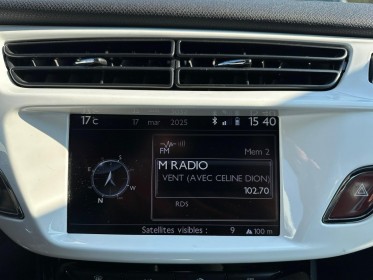 17°c 17 mar 2025 15 40
FM Mem 2
M RADIO
VENT (AVEC CELINE DION)
102.70
RDS
S E W N
Satellites visibles : 9 100 m